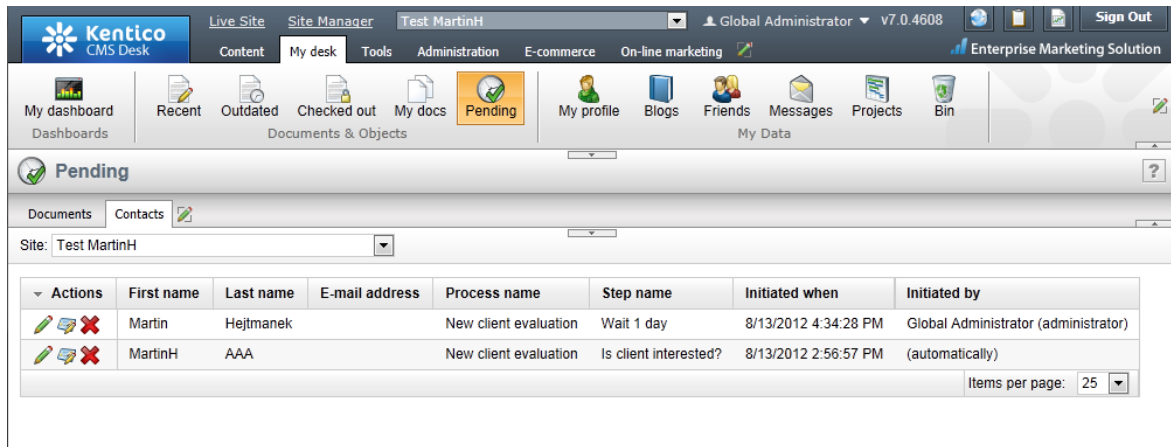 Kentico
CMS Desk
Live Site Site Manager Test MartinH Global Administrator v7.0.4608 Sign Out
Content My desk Tools Administration E-commerce On-line marketing Enterprise Marketing Solution
My dashboard Recent Outdated Checked out My docs Pending My profile Blogs Friends Messages Projects Bin
Dashboards Documents & Objects My Data
Pending ?
Documents Contacts
Site: Test MartinH
Actions First name Last name E-mail address Process name Step name Initiated when Initiated by
Martin Hejtmanek New client evaluation Wait 1 day 8/13/2012 4:34:28 PM Global Administrator (administrator)
MartinH AAA New client evaluation Is client interested? 8/13/2012 2:56:57 PM (automatically)
Items per page: 25